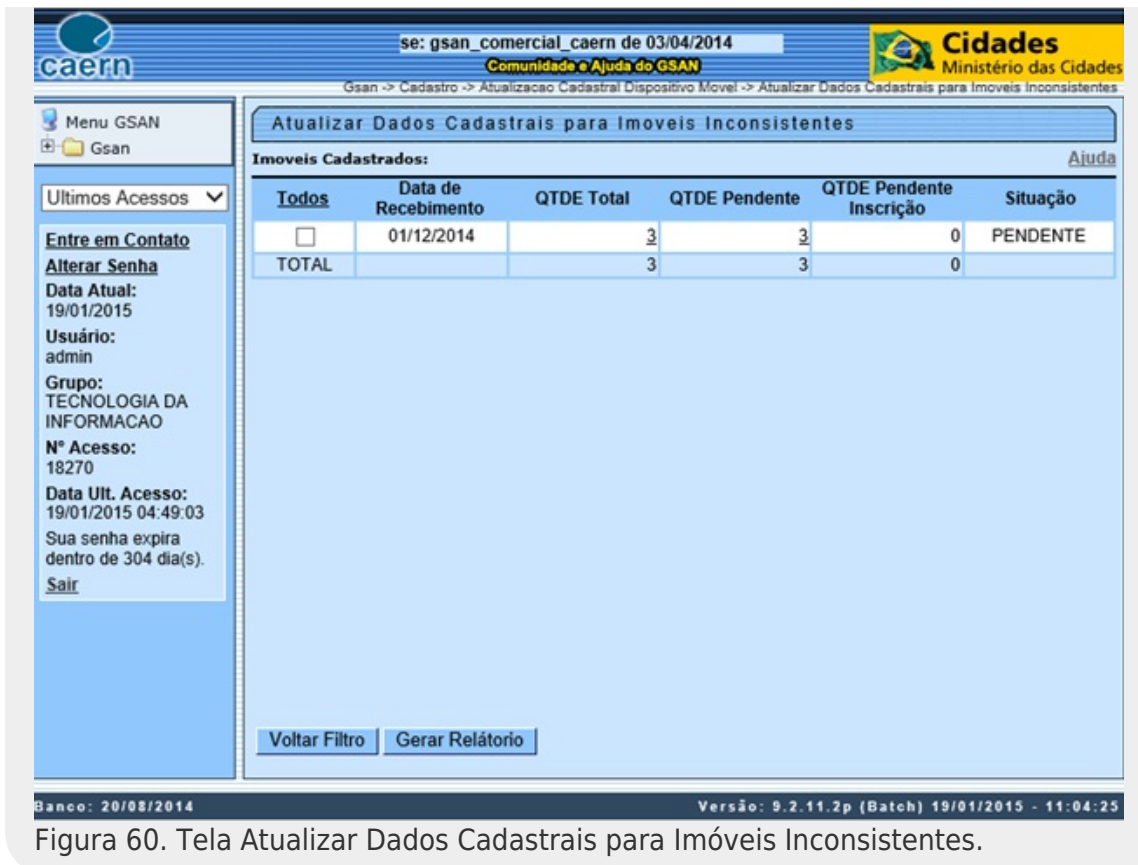 caern
se: gsan_comercial_caern de 03/04/2014
Comunidade e Ajuda do GSAN
Cidades
Ministério das Cidades
Gsan -> Cadastro -> Atualizacao Cadastral Dispositivo Movel -> Atualizar Dados Cadastrais para Imoveis Inconsistentes
Menu GSAN
Gsan
Ultimos Acessos
Entre em Contato
Alterar Senha
Data Atual:
19/01/2015
Usuário:
admin
Grupo:
TECNOLOGIA DA
INFORMACAO
Nº Acesso:
18270
Data Ult. Acesso:
19/01/2015 04:49:03
Sua senha expira
dentro de 304 dia(s).
Sair
Atualizar Dados Cadastrais para Imoveis Inconsistentes
Imoveis Cadastrados:
Ajuda
Todos Data de Recebimento QTDE Total QTDE Pendente QTDE Pendente Inscrição Situação
01/12/2014 3 3 0 PENDENTE
TOTAL 3 3 0
Voltar Filtro Gerar Relátorio
Banco: 20/08/2014 Versão: 9.2.11.2p (Batch) 19/01/2015 - 11:04:25
Figura 60. Tela Atualizar Dados Cadastrais para Imóveis Inconsistentes.